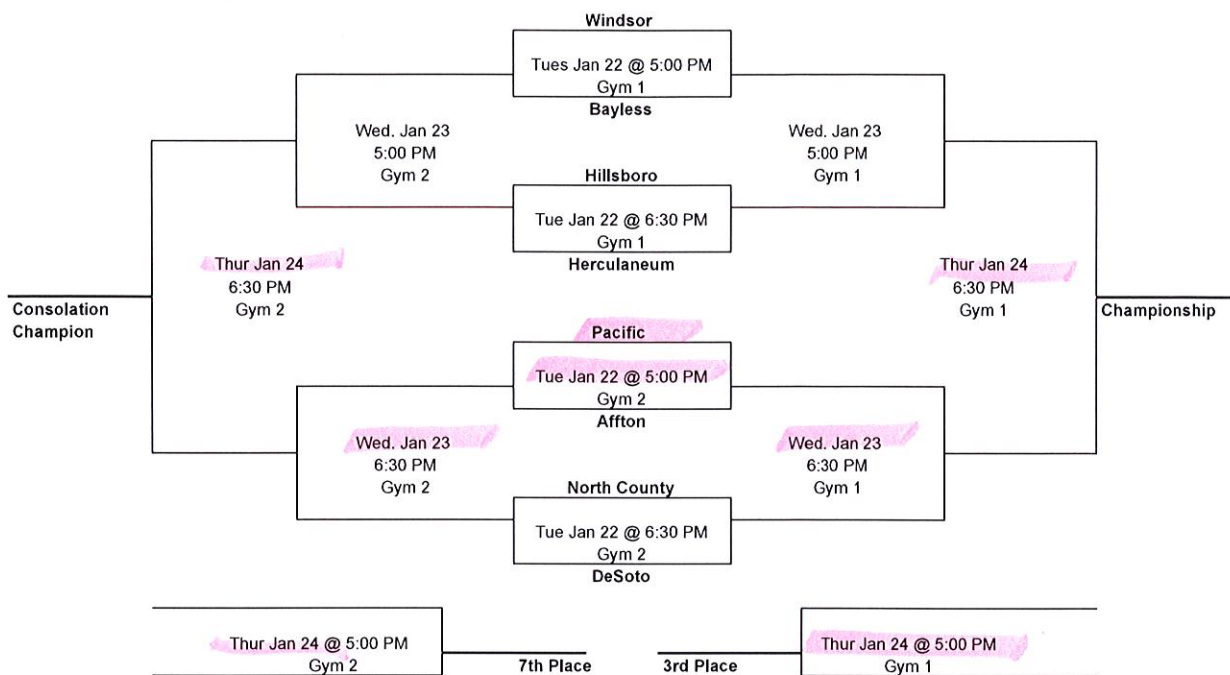 Windsor
Tues Jan 22 @ 5:00 PM
Gym 1
Bayless
Wed. Jan 23
5:00 PM
Gym 2
Wed. Jan 23
5:00 PM
Gym 1
Hillsboro
Tue Jan 22 @ 6:30 PM
Gym 1
Herculaneum
Thur Jan 24
6:30 PM
Gym 2
Thur Jan 24
6:30 PM
Gym 1
Consolation
Champion
Championship
Pacific
Tue Jan 22 @ 5:00 PM
Gym 2
Affton
Wed. Jan 23
6:30 PM
Gym 2
Wed. Jan 23
6:30 PM
Gym 1
North County
Tue Jan 22 @ 6:30 PM
Gym 2
DeSoto
Thur Jan 24 @ 5:00 PM
Gym 2
7th Place
3rd Place
Thur Jan 24 @ 5:00 PM
Gym 1